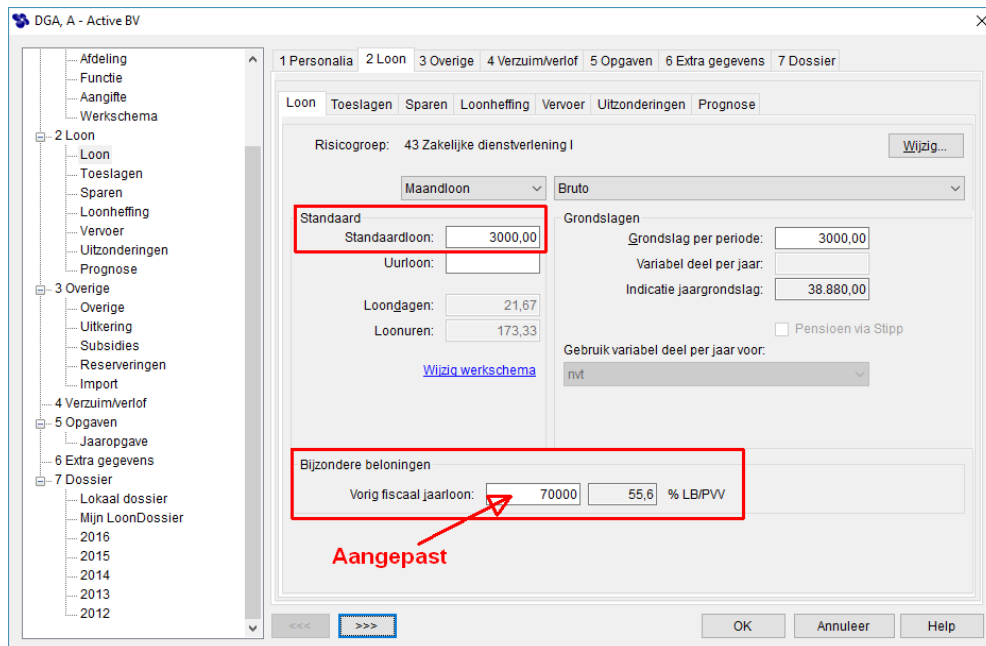 DGA, A - Active BV
Afdeling
Functie
Aangifte
Werkschema
2 Loon
Loon
Toeslagen
Sparen
Loonheffing
Vervoer
Uitzonderingen
Prognose
3 Overige
Overige
Uitkering
Subsidies
Reserveringen
Import
4 Verzuim/verlof
5 Opgaven
Jaaropgave
6 Extra gegevens
7 Dossier
Lokaal dossier
Mijn LoonDossier
2016
2015
2014
2013
2012
1 Personalia 2 Loon 3 Overige 4 Verzuim/verlof 5 Opgaven 6 Extra gegevens 7 Dossier
Loon Toeslagen Sparen Loonheffing Vervoer Uitzonderingen Prognose
Risicogroep: 43 Zakelijke dienstverlening I Wijzig...
Maandloon Bruto
Standaard
Standaardloon: 3000,00
Uurloon:
Loondagen: 21,67
Loonuren: 173,33
Wijzig werkschema
Grondslagen
Grondslag per periode: 3000,00
Variabel deel per jaar:
Indicatie jaargrondslag: 38.880,00
Pensioen via Stipp
Gebruik variabel deel per jaar voor:
nvt
Bijzondere beloningen
Vorig fiscaal jaarloon: 70000 55,6 % LB/PVV
Aangepast
<<< >>> OK Annuleer Help